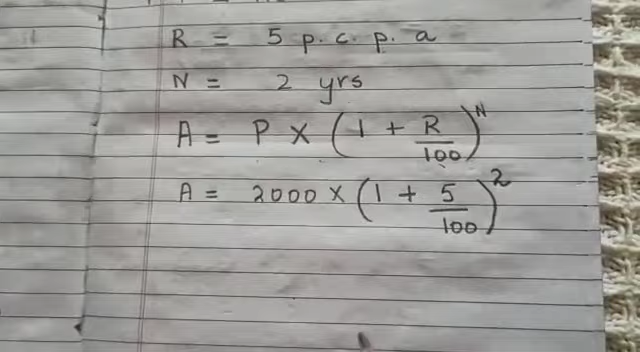 R = 5 p.c.p.a
N = 2 yrs
A = P × (1 + R/100)^N
A = 2000 × (1 + 5/100)^2